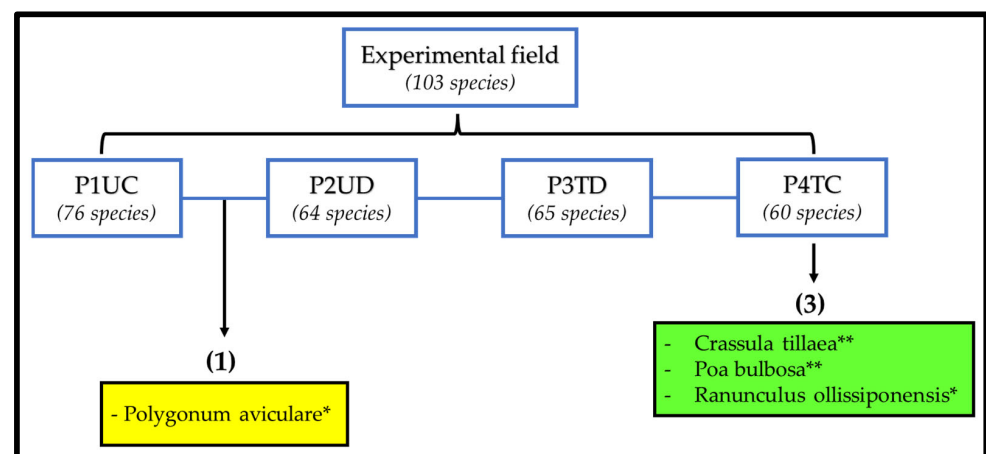 Experimental field
(103 species)
P1UC
(76 species)
P2UD
(64 species)
P3TD
(65 species)
P4TC
(60 species)
(1)
- Polygonum aviculare*
(3)
- Crassula tillaea**
- Poa bulbosa**
- Ranunculus ollissiponensis*